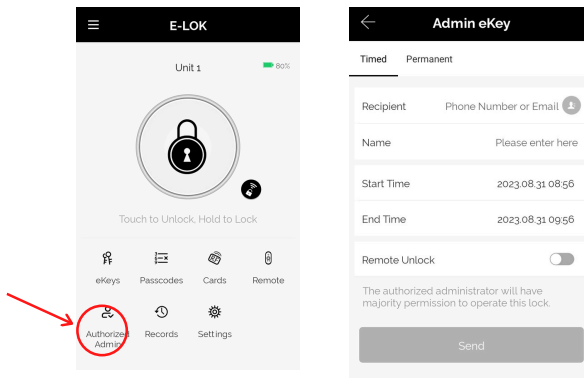 E-LOK
Unit 1
80%
Touch to Unlock, Hold to Lock
eKeys Passcodes Cards Remote
Authorized Admin Records Settings
Admin eKey
Timed Permanent
Recipient Phone Number or Email
Name Please enter here
Start Time 2023.08.31 08:56
End Time 2023.08.31 09:56
Remote Unlock
The authorized administrator will have
majority permission to operate this lock.
Send